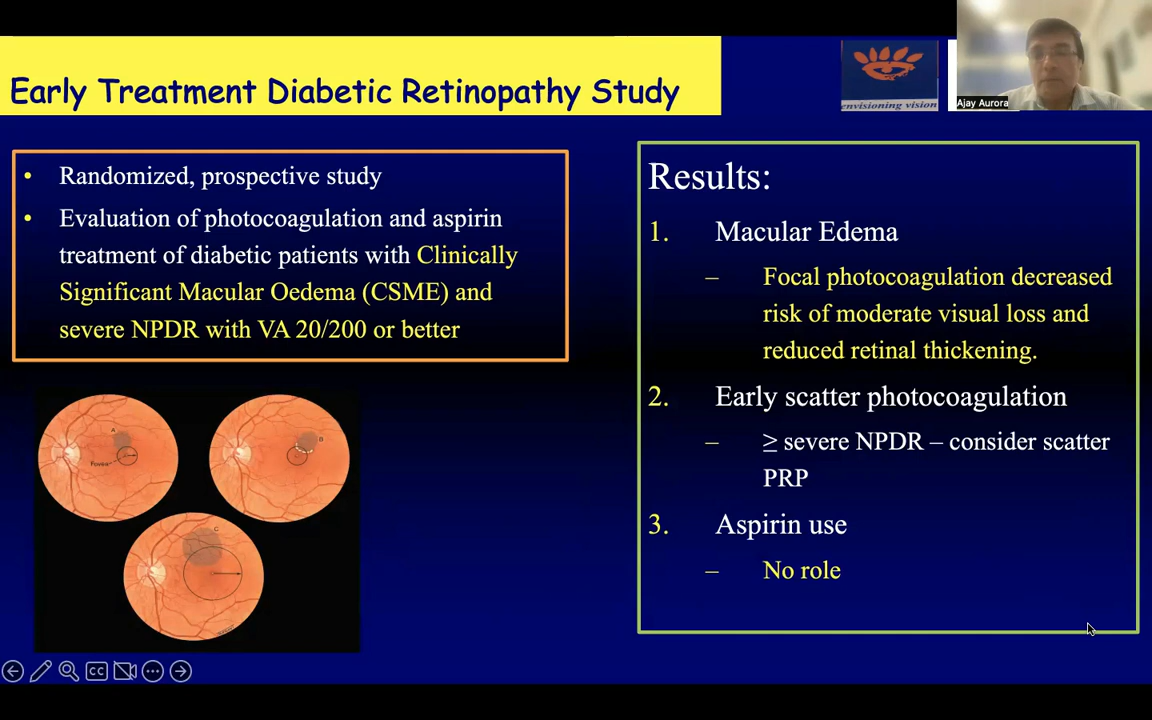 Early Treatment Diabetic Retinopathy Study
envisioning vision
Ajay Aurora
• Randomized, prospective study
• Evaluation of photocoagulation and aspirin
treatment of diabetic patients with Clinically
Significant Macular Oedema (CSME) and
severe NPDR with VA 20/200 or better
A
Fovea
B
C
Results:
1. Macular Edema
– Focal photocoagulation decreased
risk of moderate visual loss and
reduced retinal thickening.
2. Early scatter photocoagulation
– ≥ severe NPDR – consider scatter
PRP
3. Aspirin use
– No role
CC